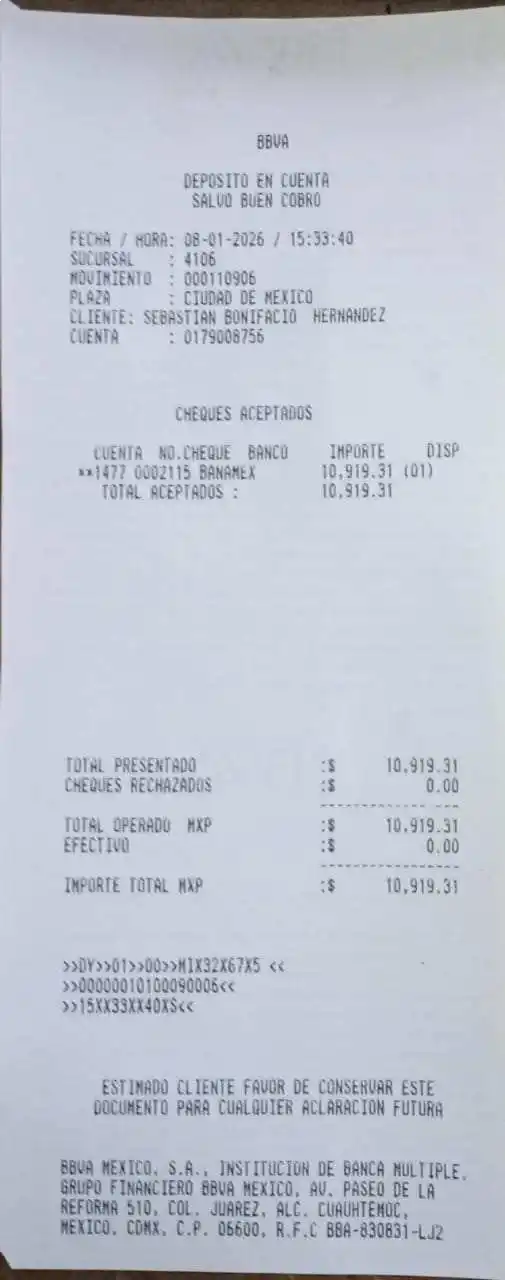 BBVA
DEPOSITO EN CUENTA
SALVO BUEN COBRO
FECHA / HORA: 08-01-2026 / 15:33:40
SUCURSAL : 4106
MOVIMIENTO : 000110906
PLAZA : CIUDAD DE MEXICO
CLIENTE: SEBASTIAN BONIFACIO HERNANDEZ
CUENTA : 0179008756
CHEQUES ACEPTADOS
CUENTA NO.CHEQUE BANCO IMPORTE DISP
**1477 0002115 BANAMEX 10,919.31 (01)
TOTAL ACEPTADOS : 10,919.31
TOTAL PRESENTADO :$ 10,919.31
CHEQUES RECHAZADOS :$ 0.00
TOTAL OPERADO MXP :$ 10,919.31
EFECTIVO :$ 0.00
IMPORTE TOTAL MXP :$ 10,919.31
>>DY>>01>>00>>MIX32X67X5 <<
>>00000010100090006<<
>>15XX33XX40XS<<
ESTIMADO CLIENTE FAVOR DE CONSERVAR ESTE
DOCUMENTO PARA CUALQUIER ACLARACION FUTURA
BBVA MEXICO, S.A., INSTITUCION DE BANCA MULTIPLE,
GRUPO FINANCIERO BBVA MEXICO, AV. PASEO DE LA
REFORMA 510, COL. JUAREZ, ALC. CUAUHTEMOC,
MEXICO, CDMX, C.P. 06600, R.F.C BBA-830831-LJ2